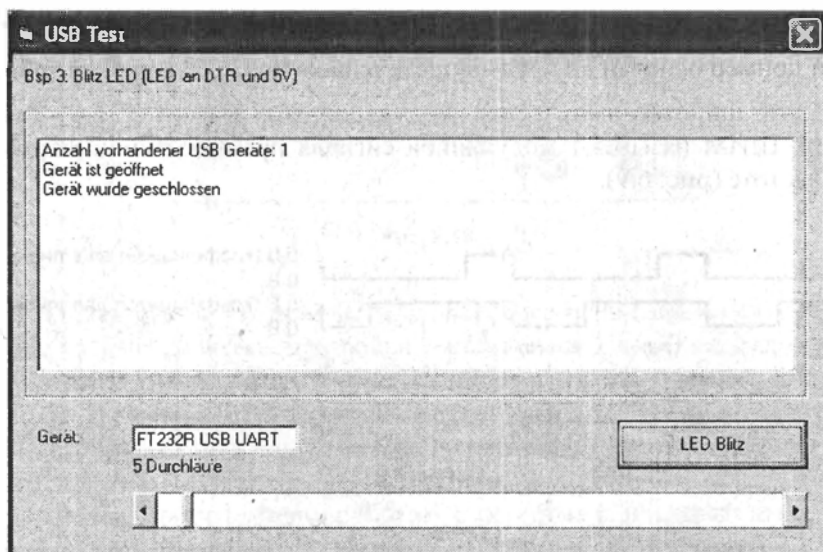 USB Test
Bsp 3: Blitz LED (LED an DTR und 5V)
Anzahl vorhandener USB Geräte: 1
Gerät ist geöffnet
Gerät wurde geschlossen
Gerät:
FT232R USB UART
5 Durchläufe
LED Blitz